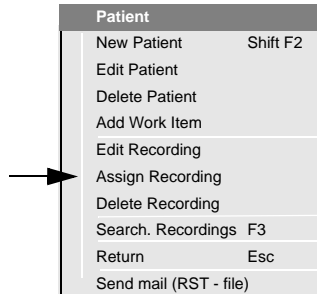 Patient
New Patient Shift F2
Edit Patient
Delete Patient
Add Work Item
Edit Recording
Assign Recording
Delete Recording
Search. Recordings F3
Return Esc
Send mail (RST - file)